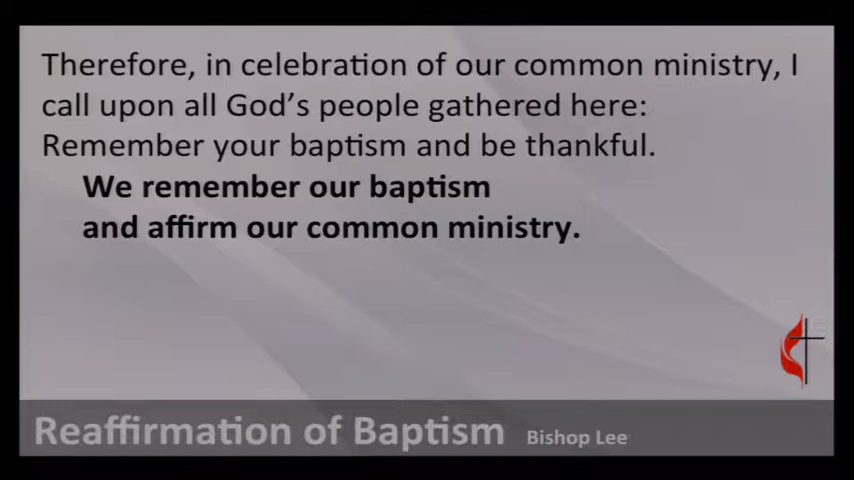 Therefore, in celebration of our common ministry, I
call upon all God’s people gathered here:
Remember your baptism and be thankful.
We remember our baptism
and affirm our common ministry.
Reaffirmation of Baptism Bishop Lee